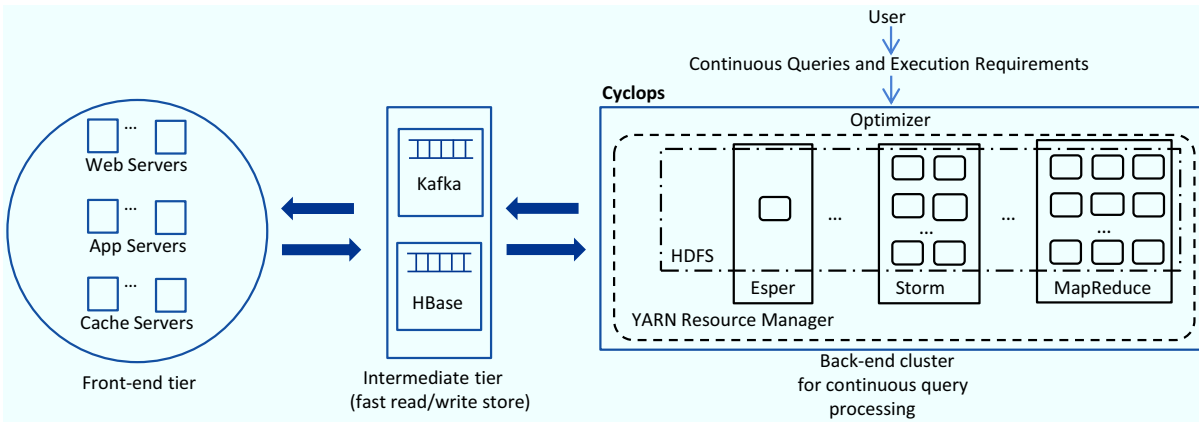 User
Continuous Queries and Execution Requirements
Cyclops
Optimizer
...
Web Servers
...
App Servers
...
Cache Servers
Front-end tier
Kafka
HBase
Intermediate tier
(fast read/write store)
... ...
... ...
HDFS
Esper Storm MapReduce
YARN Resource Manager
Back-end cluster
for continuous query
processing